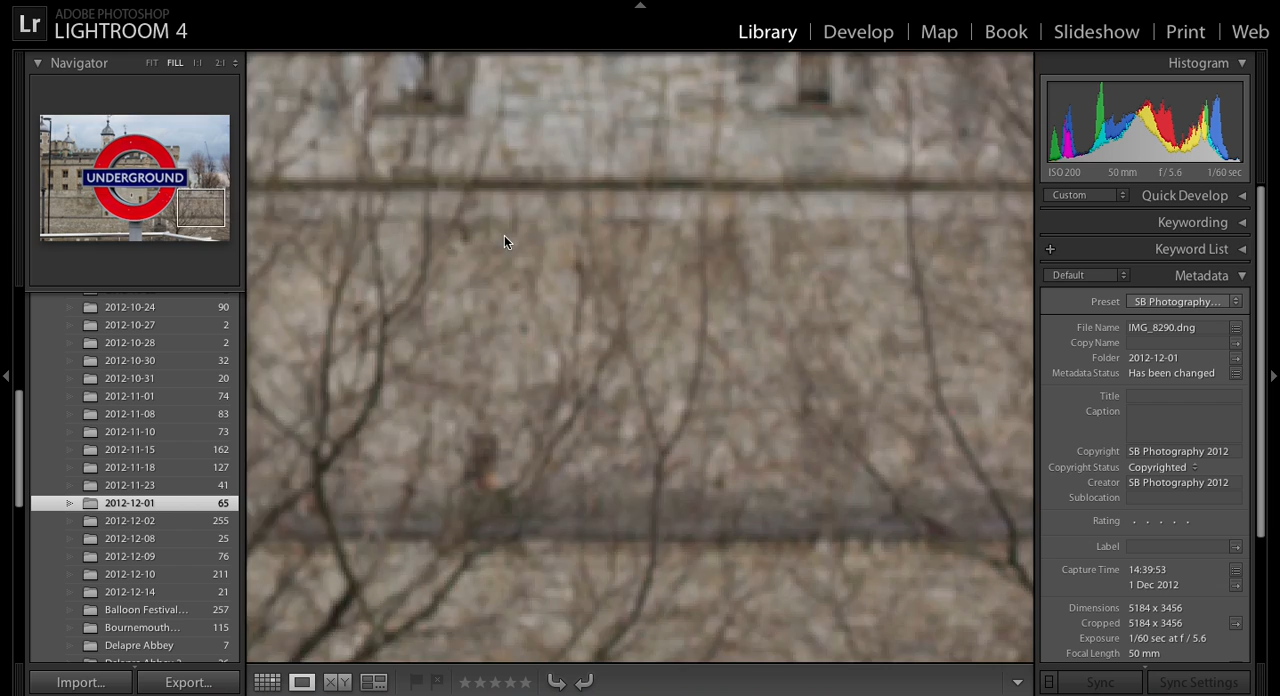 Lr
ADOBE PHOTOSHOP
LIGHTROOM 4
Library | Develop | Map | Book | Slideshow | Print | Web
Navigator FIT FILL 1:1 2:1
UNDERGROUND
2012-10-24 90
2012-10-27 2
2012-10-28 2
2012-10-30 32
2012-10-31 20
2012-11-01 74
2012-11-08 83
2012-11-10 73
2012-11-15 162
2012-11-18 127
2012-11-23 41
2012-12-01 65
2012-12-02 255
2012-12-08 25
2012-12-09 76
2012-12-10 211
2012-12-14 21
Balloon Festival... 257
Bournemouth... 115
Delapre Abbey 7
Import...
Export...
X Y
Histogram
ISO 200 50 mm f / 5.6 1/60 sec
Custom Quick Develop
Keywording
+ Keyword List
Default Metadata
Preset SB Photography...
File Name IMG_8290.dng
Copy Name
Folder 2012-12-01
Metadata Status Has been changed
Title
Caption
Copyright SB Photography 2012
Copyright Status Copyrighted
Creator SB Photography 2012
Sublocation
Rating . . . . .
Label
Capture Time 14:39:53
1 Dec 2012
Dimensions 5184 x 3456
Cropped 5184 x 3456
Exposure 1/60 sec at f / 5.6
Focal Length 50 mm
Sync
Sync Settings